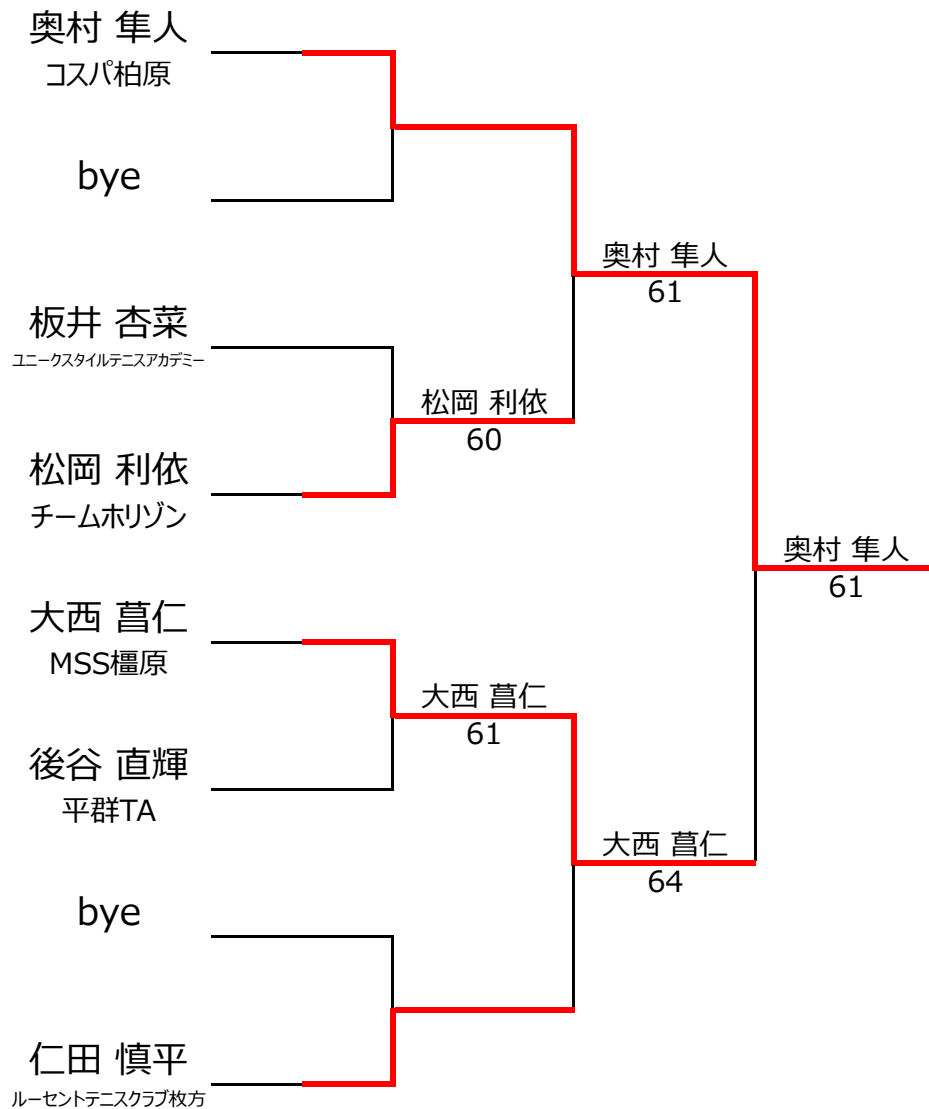 奥村 隼人
コスパ柏原
bye
板井 杏菜
ユニークスタイルテニスアカデミー
松岡 利依
チームホリゾン
大西 菖仁
MSS橿原
後谷 直輝
平群TA
bye
仁田 慎平
ルーセントテニスクラブ枚方
松岡 利依
60
大西 菖仁
61
奥村 隼人
61
大西 菖仁
64
奥村 隼人
61